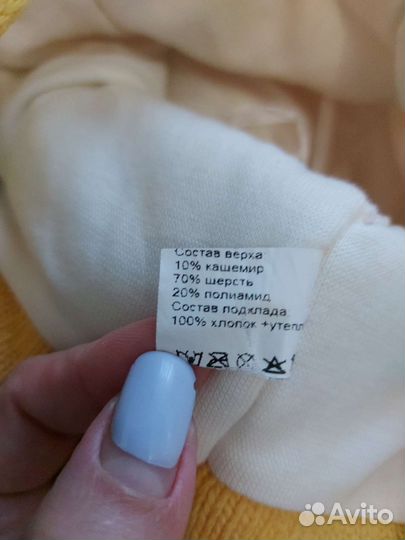 Состав верха
10% кашемир
70% шерсть
20% полиамид
Состав подклада
100% хлопок +утепл
Avito